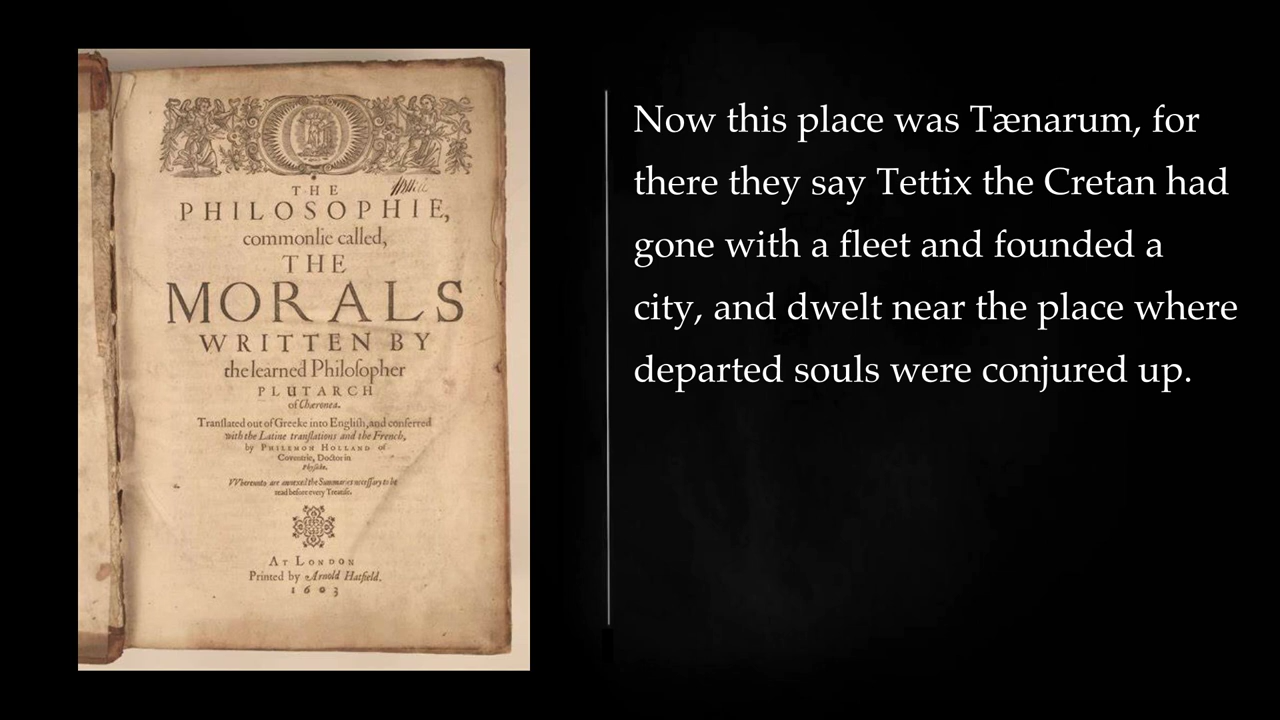 THE
PHILOSOPHIE,
commonlie called,
THE
MORALS
WRITTEN BY
the learned Philoſopher
PLUTARCH
of Chæronea.
Tranſlated out of Greeke into Engliſh, and conferred
with the Latine tranſlations and the French,
by PHILEMON HOLLAND of
Coventrie, Doctor in
Phyſicke.
VVhereunto are annexed the Summaries neceſſary to be
read before every Treatiſe.
AT LONDON
Printed by Arnold Hatfield.
1603
Now this place was Tænarum, for
there they say Tettix the Cretan had
gone with a fleet and founded a
city, and dwelt near the place where
departed souls were conjured up.